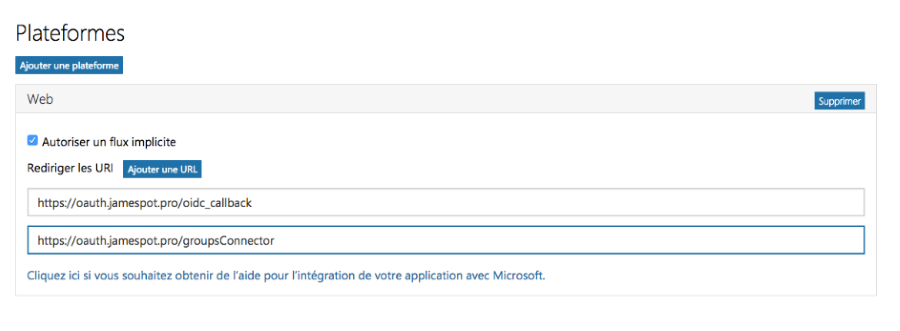 Plateformes
Ajouter une plateforme
Web
Supprimer
Autoriser un flux implicite
Rediriger les URI Ajouter une URL
https://oauth.jamespot.pro/oidc_callback
https://oauth.jamespot.pro/groupsConnector
Cliquez ici si vous souhaitez obtenir de l'aide pour l'intégration de votre application avec Microsoft.